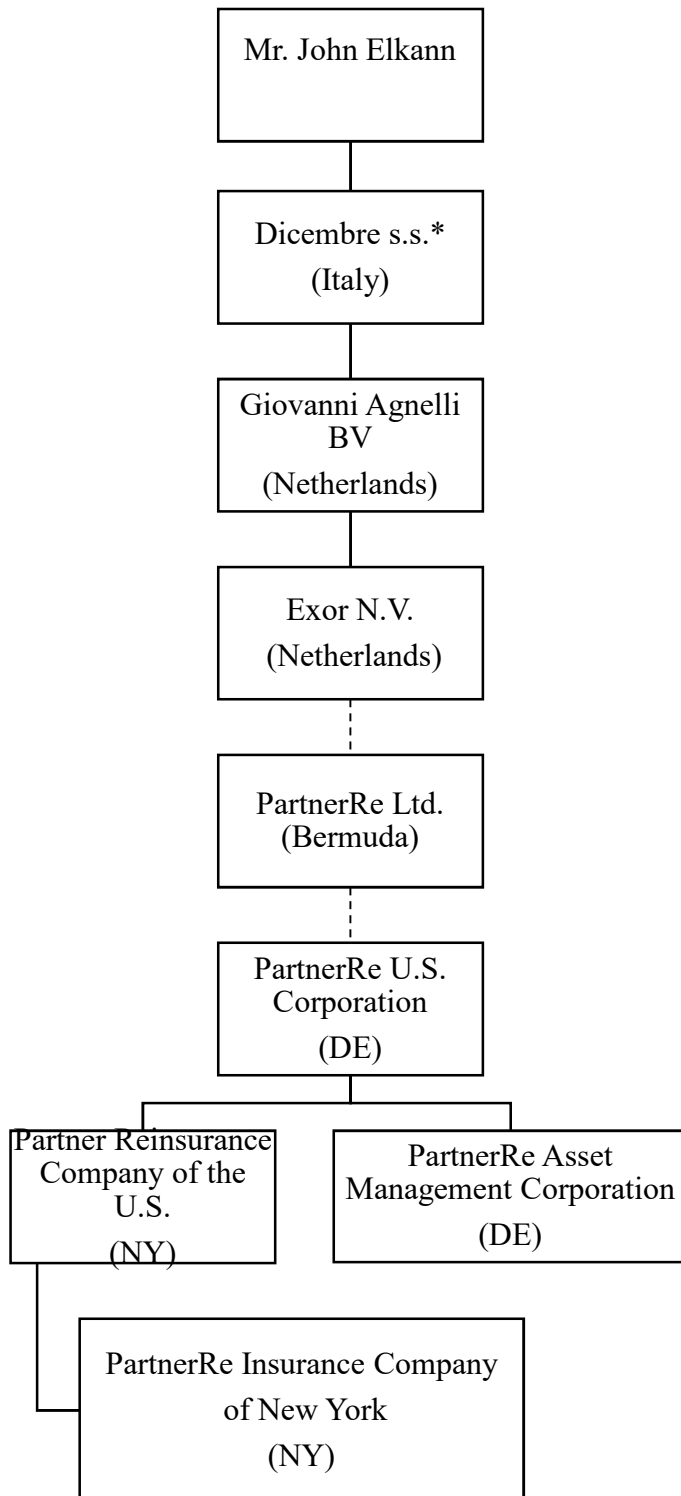 Mr. John Elkann
Dicembre s.s.*
(Italy)
Giovanni Agnelli
BV
(Netherlands)
Exor N.V.
(Netherlands)
PartnerRe Ltd.
(Bermuda)
PartnerRe U.S.
Corporation
(DE)
Partner Reinsurance
Company of the
U.S.
(NY)
PartnerRe Asset
Management Corporation
(DE)
PartnerRe Insurance Company
of New York
(NY)